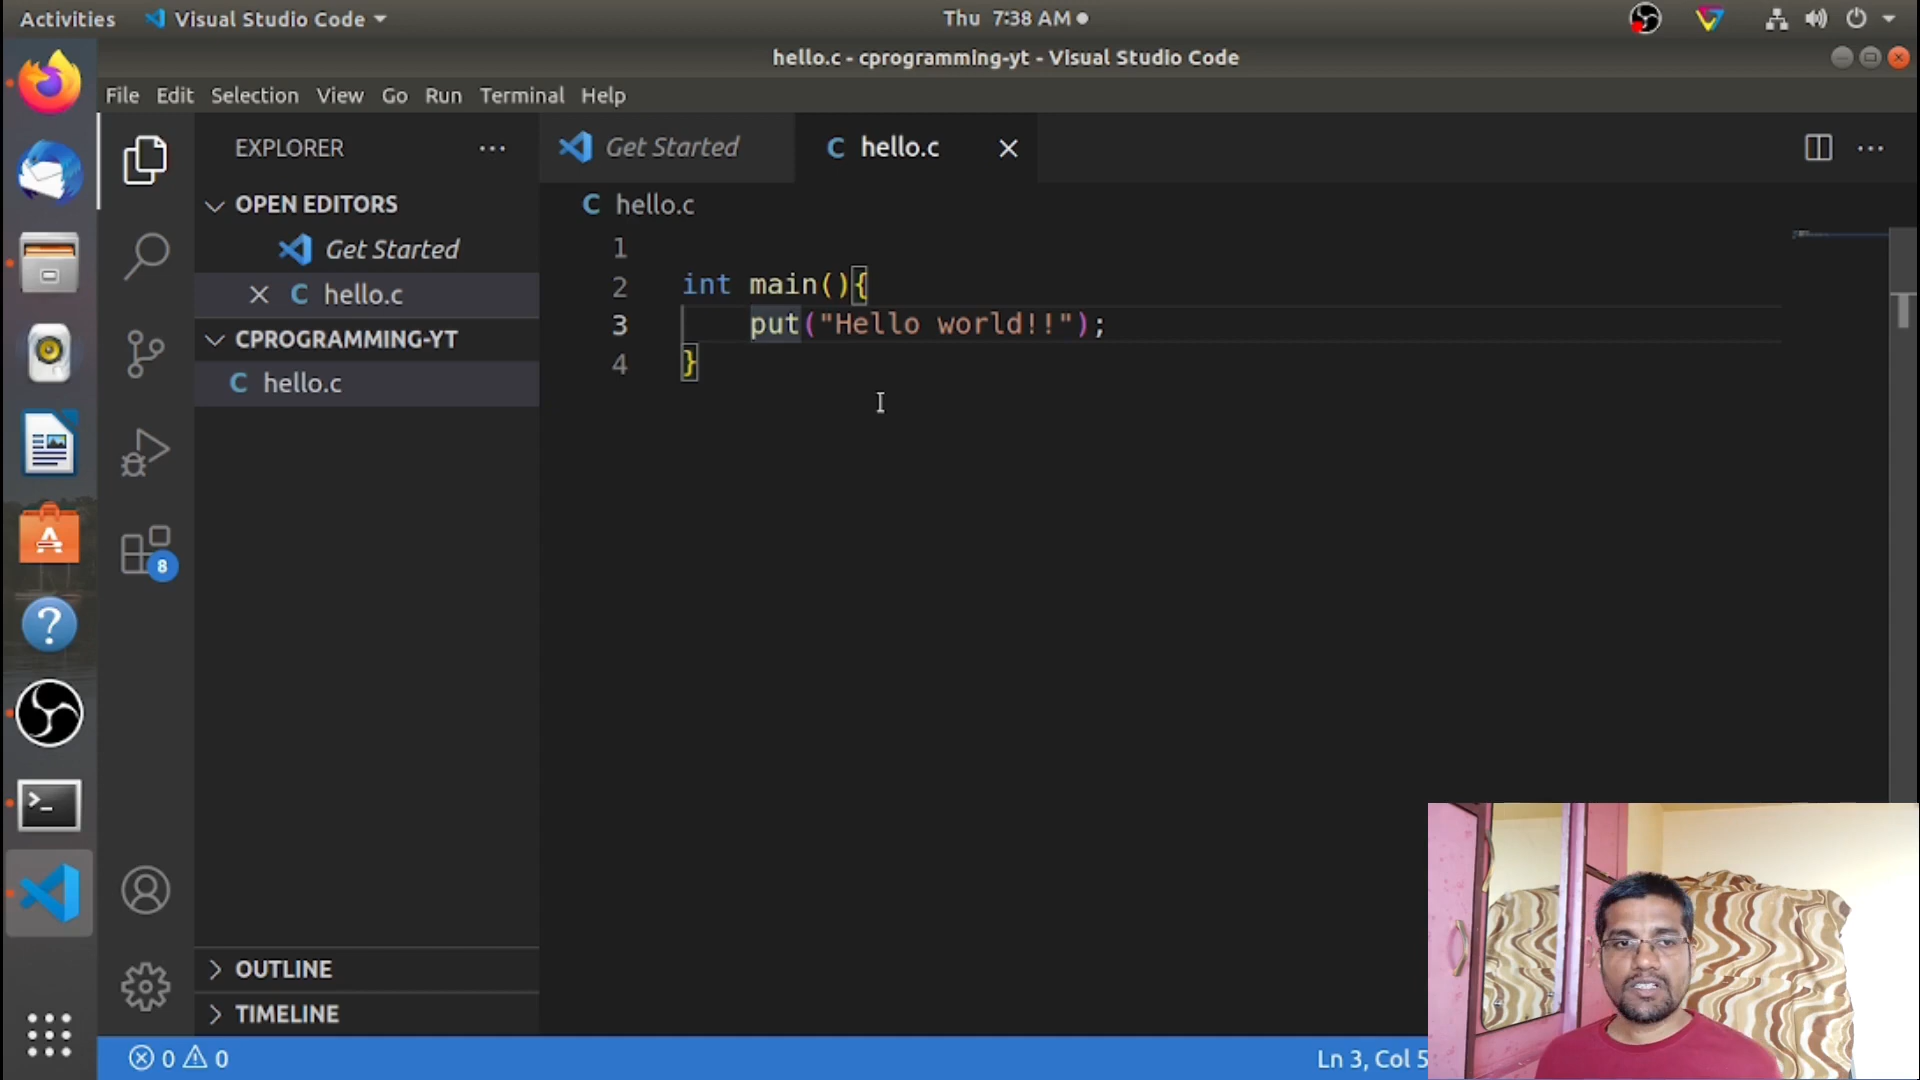 Activities
Visual Studio Code
Thu 7:38 AM
hello.c - cprogramming-yt - Visual Studio Code
File Edit Selection View Go Run Terminal Help
EXPLORER
Get Started
hello.c
OPEN EDITORS
Get Started
hello.c
CPROGRAMMING-YT
hello.c
OUTLINE
TIMELINE
8
hello.c
1
2 int main(){
3 put("Hello world!!");
4 }
0 0
Ln 3, Col 5